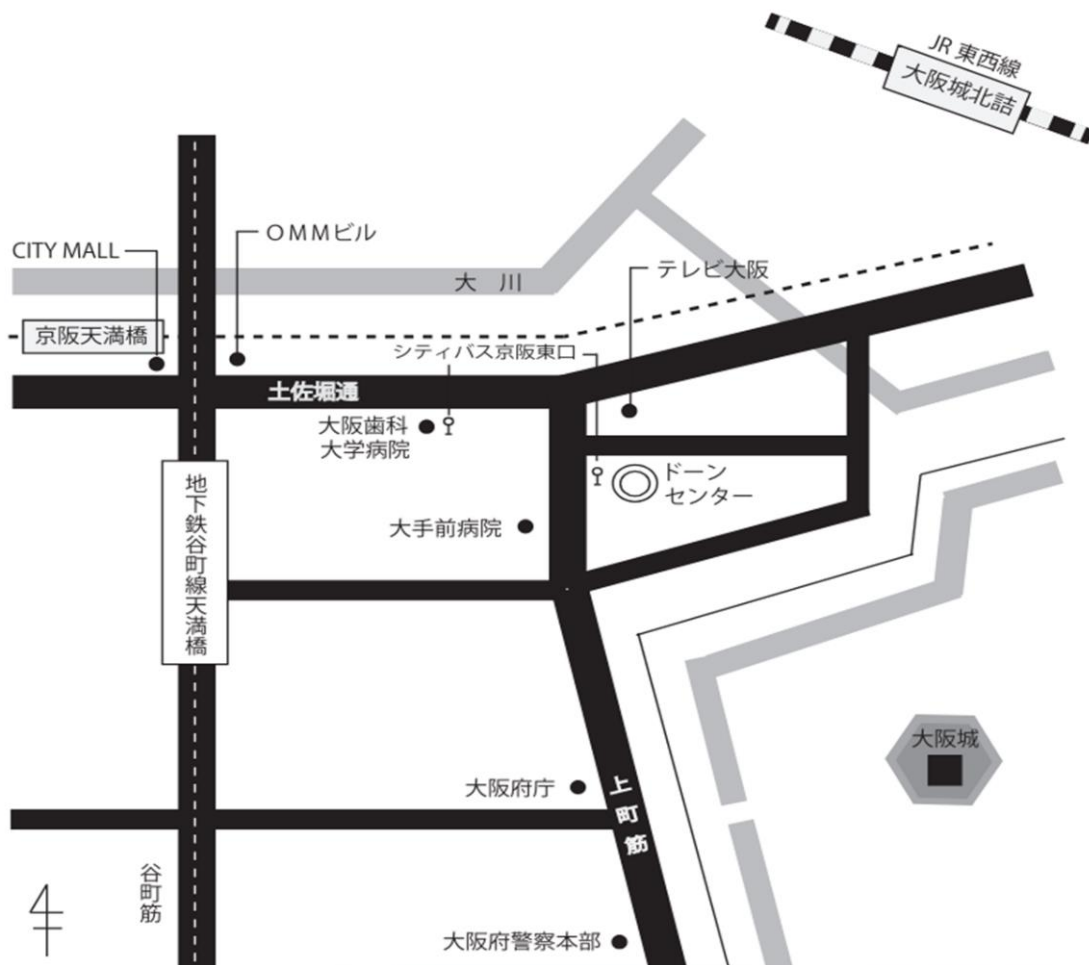 JR 東西線
大阪城北詰
OMMビル
CITY MALL
大 川
テレビ大阪
京阪天満橋
シティバス京阪東口
土佐堀通
大阪歯科
大学病院
ドーン
センター
地下鉄谷町線天満橋
大手前病院
大阪城
大阪府庁
上町筋
谷町筋
大阪府警察本部